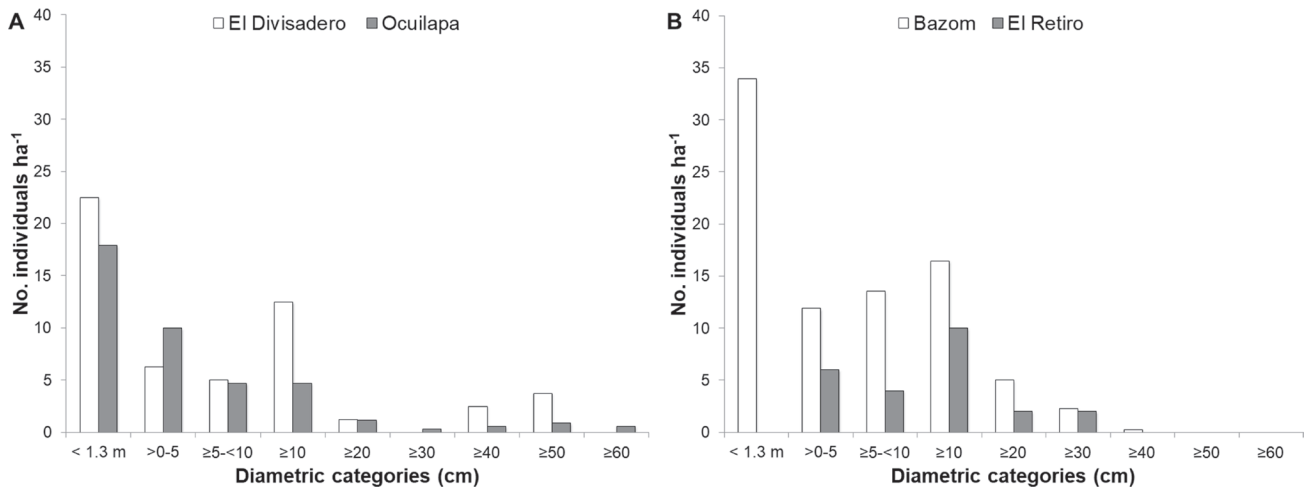 A
El Divisadero Ocuilapa
No. individuals ha-1
40
35
30
25
20
15
10
5
0
< 1.3 m >0-5 ≥5-<10 ≥10 ≥20 ≥30 ≥40 ≥50 ≥60
Diametric categories (cm)
B
Bazom El Retiro
No. individuals ha-1
40
35
30
25
20
15
10
5
0
< 1.3 m >0-5 ≥5-<10 ≥10 ≥20 ≥30 ≥40 ≥50 ≥60
Diametric categories (cm)